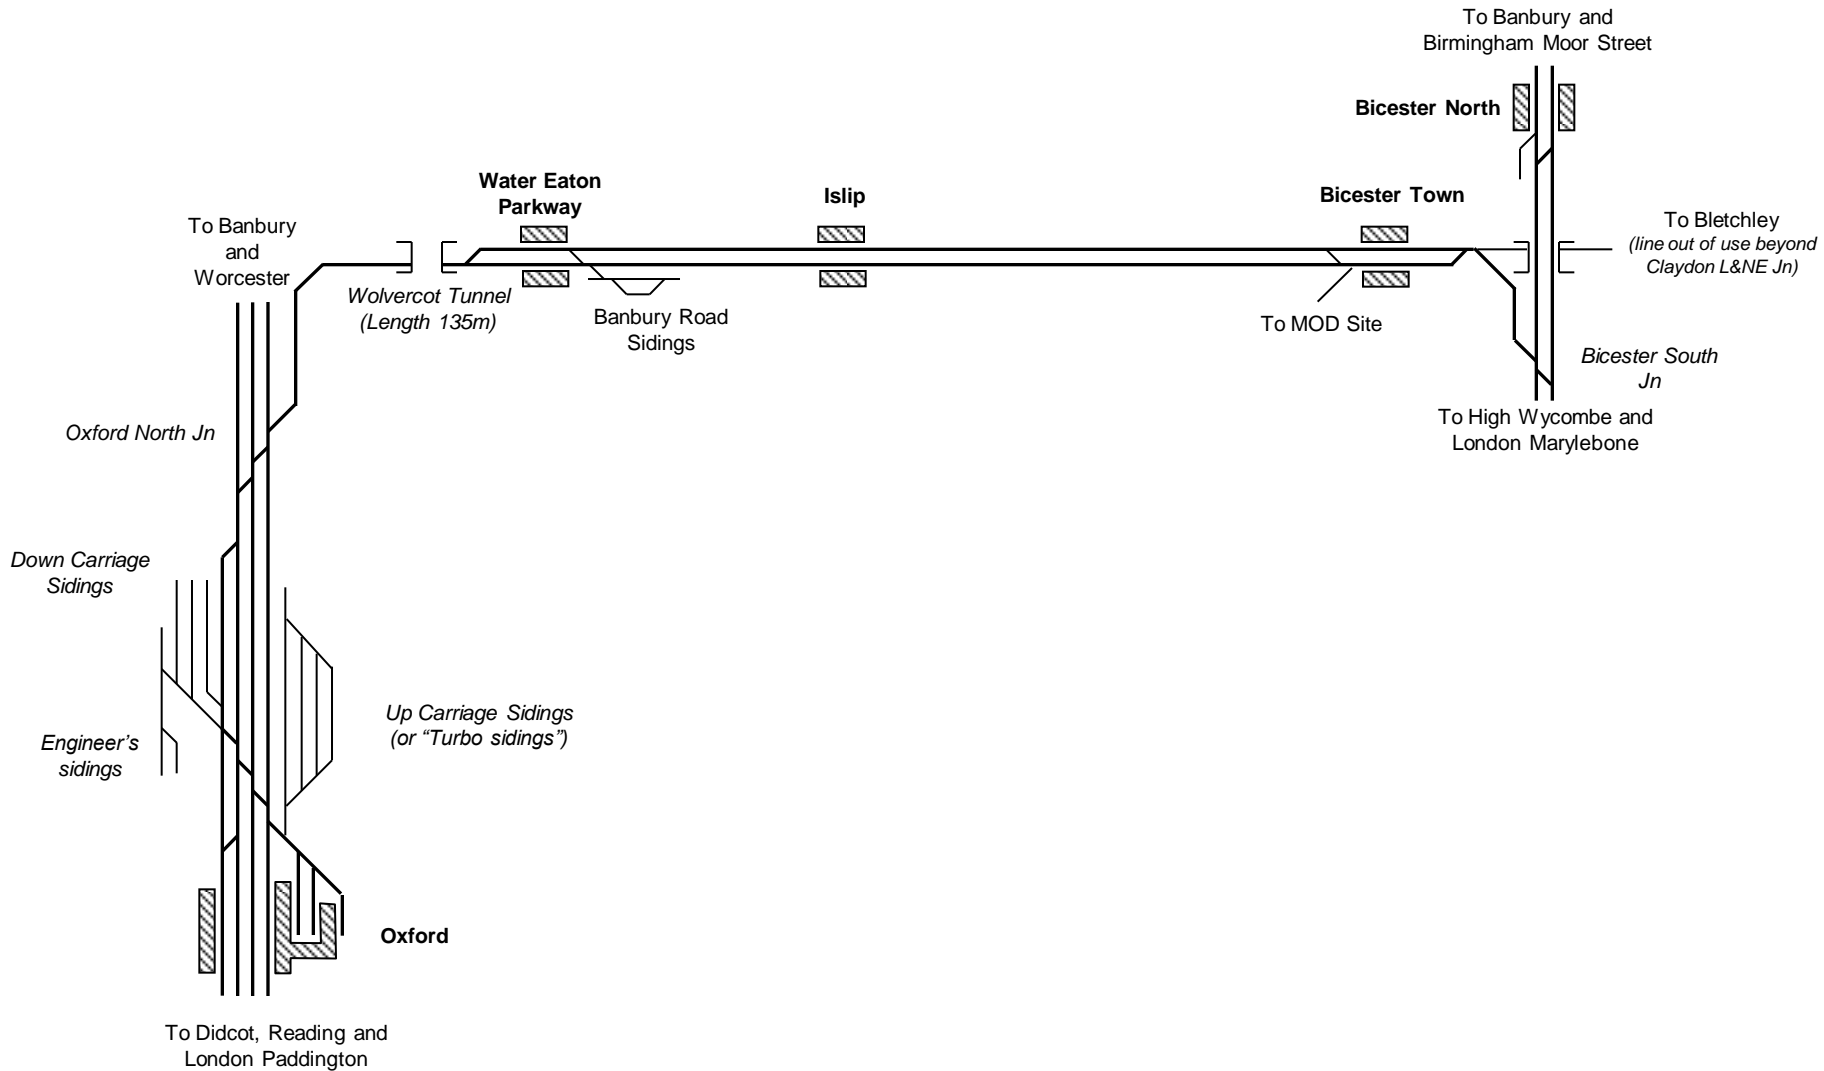 To Banbury and
Birmingham Moor Street
Bicester North
Water Eaton
Parkway
Islip
Bicester Town
To Banbury
and
Worcester
To Bletchley
(line out of use beyond
Claydon L&NE Jn)
Wolvercot Tunnel
(Length 135m)
Banbury Road
Sidings
To MOD Site
Bicester South
Jn
To High Wycombe and
London Marylebone
Oxford North Jn
Down Carriage
Sidings
Up Carriage Sidings
(or “Turbo sidings”)
Engineer’s
sidings
Oxford
To Didcot, Reading and
London Paddington